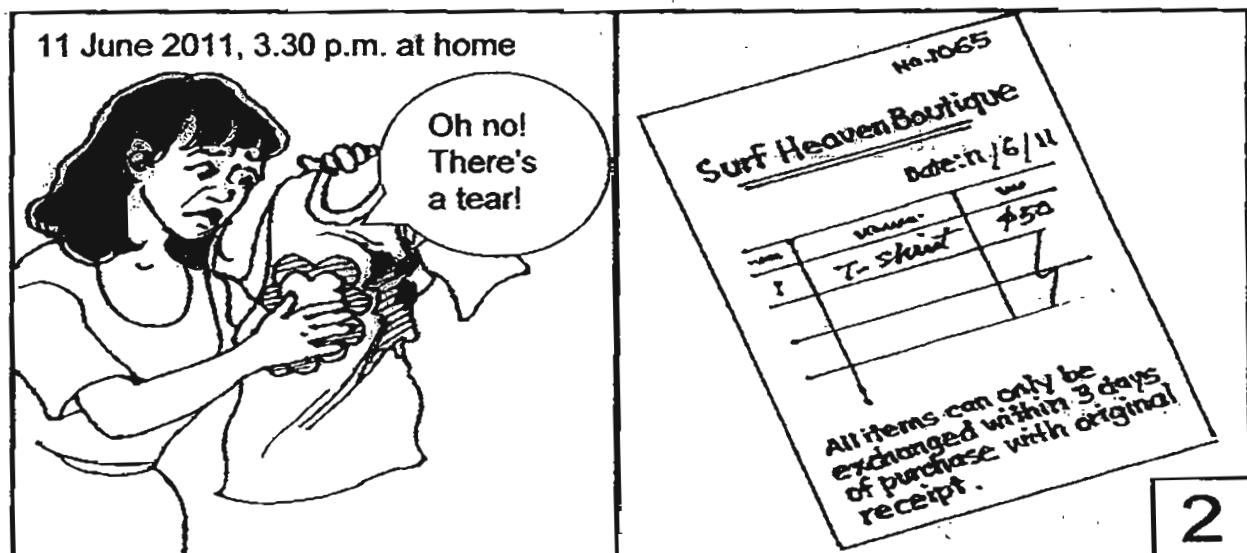 11 June 2011, 3.30 p.m. at home
Oh no!
There's
a tear!
No. 1065
Surf Heaven Boutique
Date: 11/6/11
1 T-Shirt $50
All items can only be
exchanged within 3 days
of purchase with original
receipt.
2